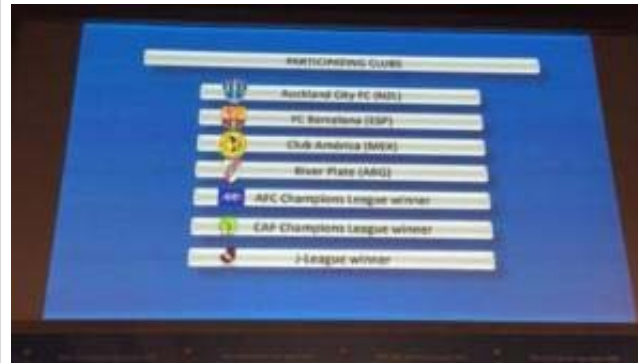 PARTICIPATING CLUBS
Auckland City FC (NZL)
FC Barcelona (ESP)
Club América (MEX)
River Plate (ARG)
AFC Champions League winner
CAF Champions League winner
J-League winner